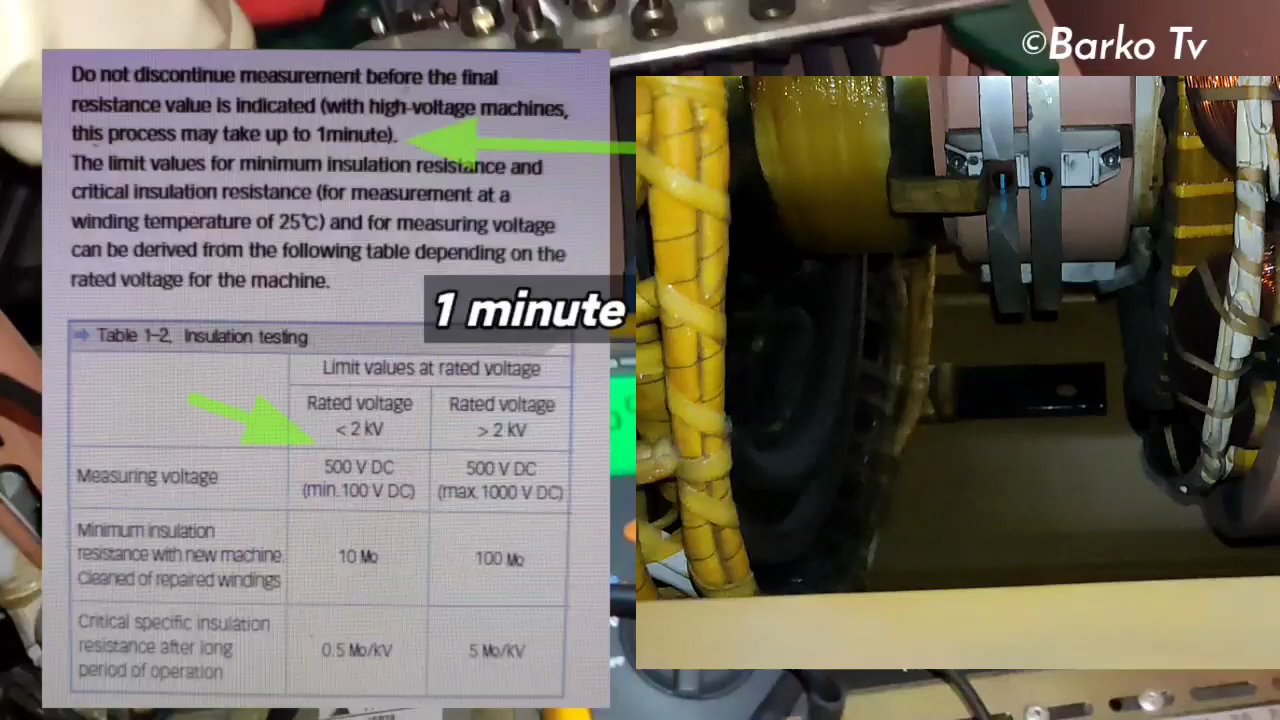 ©Barko Tv
Do not discontinue measurement before the final
resistance value is indicated (with high-voltage machines,
this process may take up to 1minute).
The limit values for minimum insulation resistance and
critical insulation resistance (for measurement at a
winding temperature of 25℃) and for measuring voltage
can be derived from the following table depending on the
rated voltage for the machine.
1 minute
Table 1-2, Insulation testing
Limit values at rated voltage
Rated voltage
< 2 kV
Rated voltage
> 2 kV
Measuring voltage
500 V DC
(min. 100 V DC)
500 V DC
(max. 1000 V DC)
Minimum insulation
resistance with new machine.
Cleaned of repaired windings
10 MΩ
100 MΩ
Critical specific insulation
resistance after long
period of operation
0.5 MΩ/kV
5 MΩ/kV